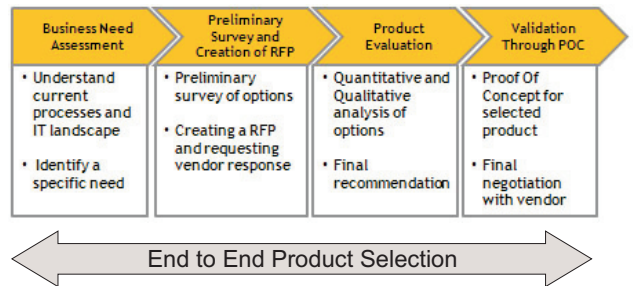 Business Need
Assessment
Preliminary
Survey and
Creation of RFP
Product
Evaluation
Validation
Through POC
• Understand
current
processes and
IT landscape
• Identify a
specific need
• Preliminary
survey of options
• Creating a RFP
and requesting
vendor response
• Quantitative and
Qualitative
analysis of
options
• Final
recommendation
• Proof Of
Concept for
selected
product
• Final
negotiation
with vendor
End to End Product Selection